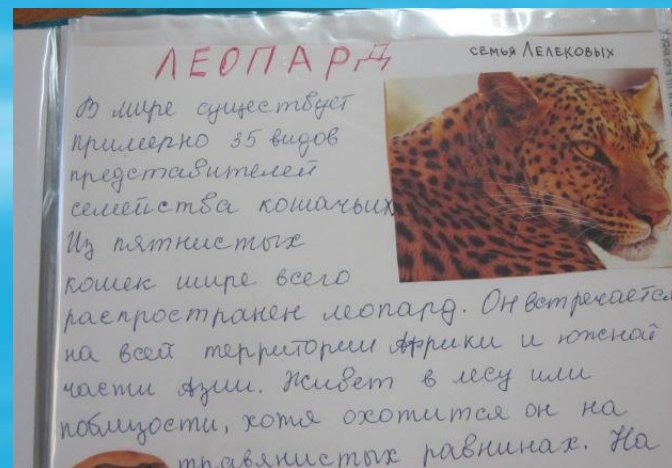 ЛЕОПАРД
СЕМЬЯ ЛЕЛЕКОВЫХ
В мире существует
примерно 35 видов
представителей
семейства кошачьих
Из пятнистых
кошек шире всего
распространен леопард. Он встречается
на всей территории Африки и южной
части Азии. Живет в лесу или
поблизости, хотя охотится он на
травянистых равнинах. На